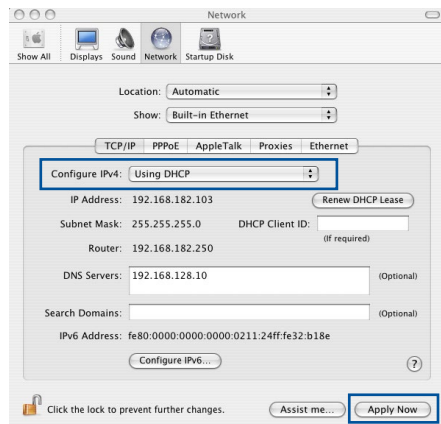 Network
Show All Displays Sound Network Startup Disk
Location: Automatic
Show: Built-in Ethernet
TCP/IP PPPoE AppleTalk Proxies Ethernet
Configure IPv4: Using DHCP
IP Address: 192.168.182.103 Renew DHCP Lease
Subnet Mask: 255.255.255.0 DHCP Client ID:
(If required)
Router: 192.168.182.250
DNS Servers: 192.168.128.10 (Optional)
Search Domains: (Optional)
IPv6 Address: fe80:0000:0000:0000:0211:24ff:fe32:b18e
Configure IPv6... ?
Click the lock to prevent further changes. Assist me... Apply Now